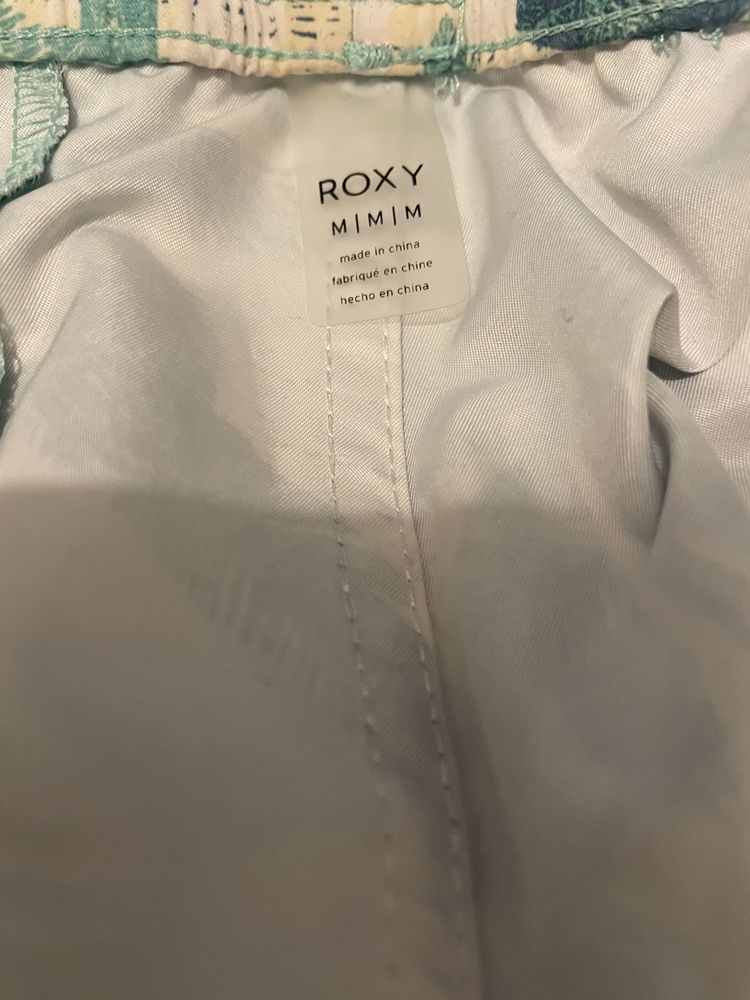 ROXY
M|M|M
made in china
fabriqué en chine
hecho en china